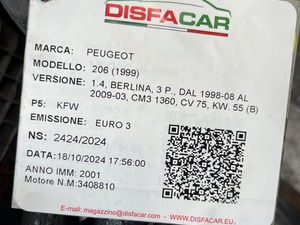 DISFACAR
MARCA: PEUGEOT
MODELLO: 206 (1999)
VERSIONE: 1.4, BERLINA, 3 P., DAL 1998-08 AL
2009-03, CM3 1360, CV 75, KW. 55 (B)
P5: KFW
EMISSIONE: EURO 3
NS: 2424/2024
DATA:18/10/2024 17:56:00
ANNO IMM: 2001
Motore N.M:3408810
E-mail: magazzino@disfacar.com
DISFACAR.EU